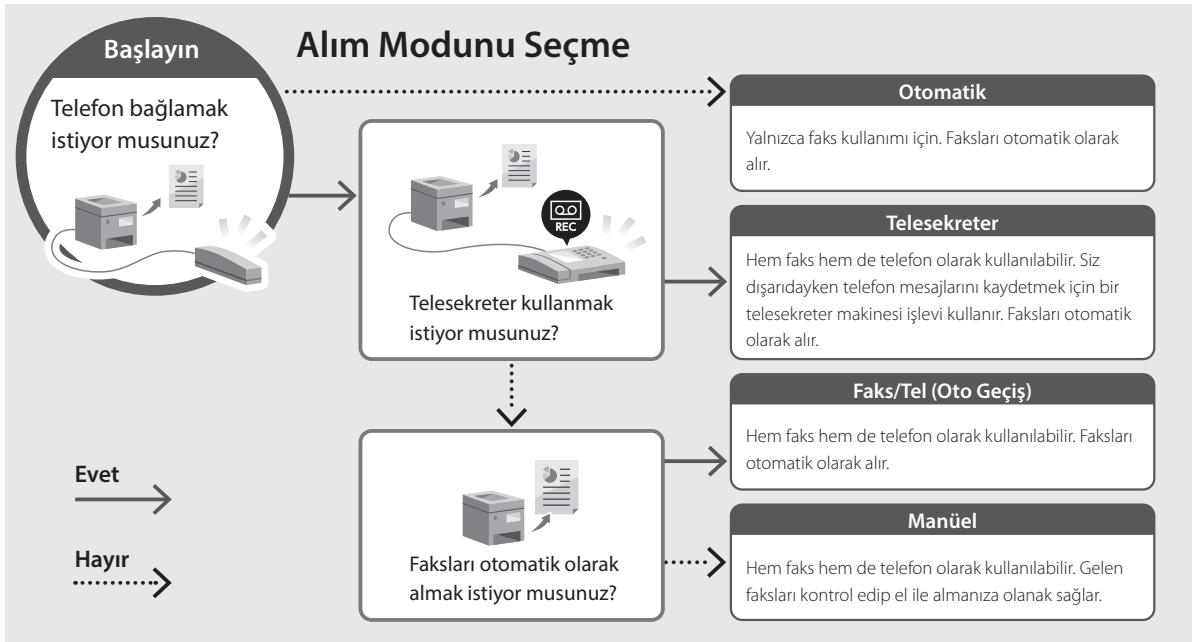 Alım Modunu Seçme
Başlayın
Telefon bağlamak
istiyor musunuz?
REC
Telesekreter kullanmak
istiyor musunuz?
Faksları otomatik olarak
almak istiyor musunuz?
Otomatik
Yalnızca faks kullanımı için. Faksları otomatik olarak
alır.
Telesekreter
Hem faks hem de telefon olarak kullanılabilir. Siz
dışarıdayken telefon mesajlarını kaydetmek için bir
telesekreter makinesi işlevi kullanır. Faksları otomatik
olarak alır.
Faks/Tel (Oto Geçiş)
Hem faks hem de telefon olarak kullanılabilir. Faksları
otomatik olarak alır.
Manüel
Hem faks hem de telefon olarak kullanılabilir. Gelen
faksları kontrol edip el ile almanıza olanak sağlar.
Evet
Hayır